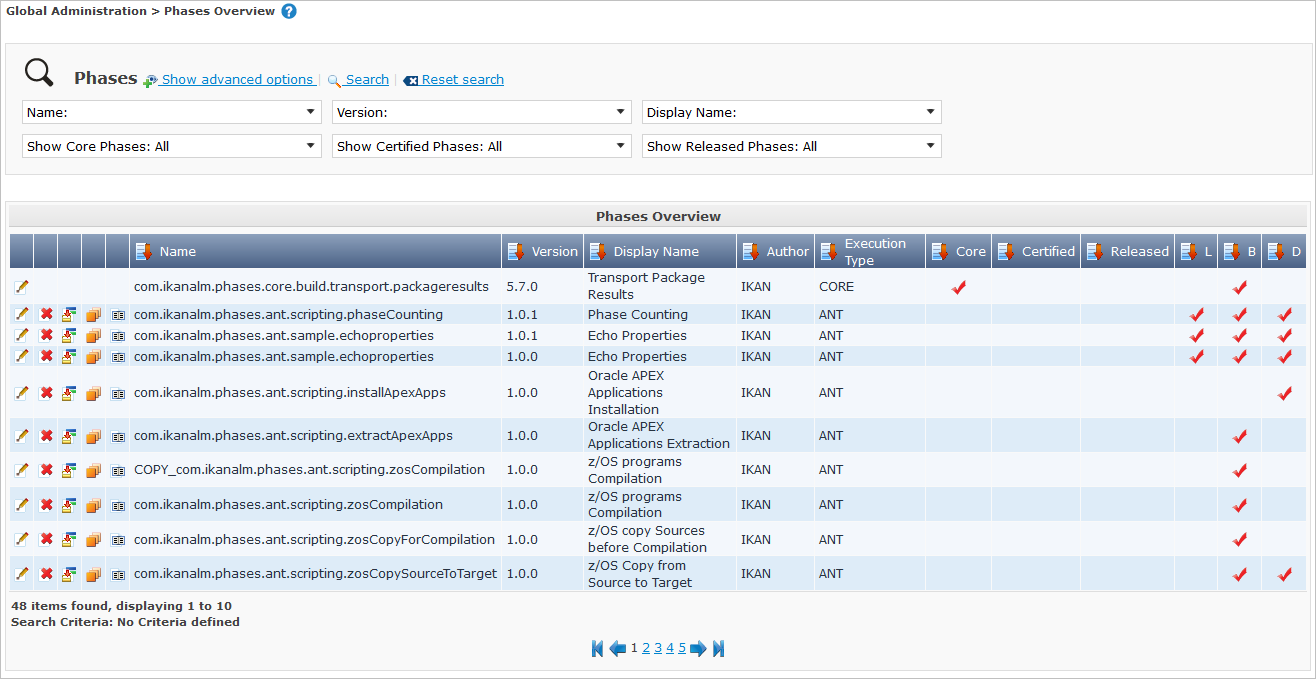 Global Administration > Phases Overview ?
Phases Show advanced options | Search | Reset search
Name: Version: Display Name:
Show Core Phases: All Show Certified Phases: All Show Released Phases: All
Phases Overview
Name Version Display Name Author Execution Type Core Certified Released L B D
com.ikanalm.phases.core.build.transport.packageresults 5.7.0 Transport Package Results IKAN CORE
com.ikanalm.phases.ant.scripting.phaseCounting 1.0.1 Phase Counting IKAN ANT
com.ikanalm.phases.ant.sample.echoproperties 1.0.1 Echo Properties IKAN ANT
com.ikanalm.phases.ant.sample.echoproperties 1.0.0 Echo Properties IKAN ANT
com.ikanalm.phases.ant.scripting.installApexApps 1.0.0 Oracle APEX Applications Installation IKAN ANT
com.ikanalm.phases.ant.scripting.extractApexApps 1.0.0 Oracle APEX Applications Extraction IKAN ANT
COPY_com.ikanalm.phases.ant.scripting.zosCompilation 1.0.0 z/OS programs Compilation IKAN ANT
com.ikanalm.phases.ant.scripting.zosCompilation 1.0.0 z/OS programs Compilation IKAN ANT
com.ikanalm.phases.ant.scripting.zosCopyForCompilation 1.0.0 z/OS copy Sources before Compilation IKAN ANT
com.ikanalm.phases.ant.scripting.zosCopySourceToTarget 1.0.0 z/OS Copy from Source to Target IKAN ANT
48 items found, displaying 1 to 10
Search Criteria: No Criteria defined
1 2 3 4 5